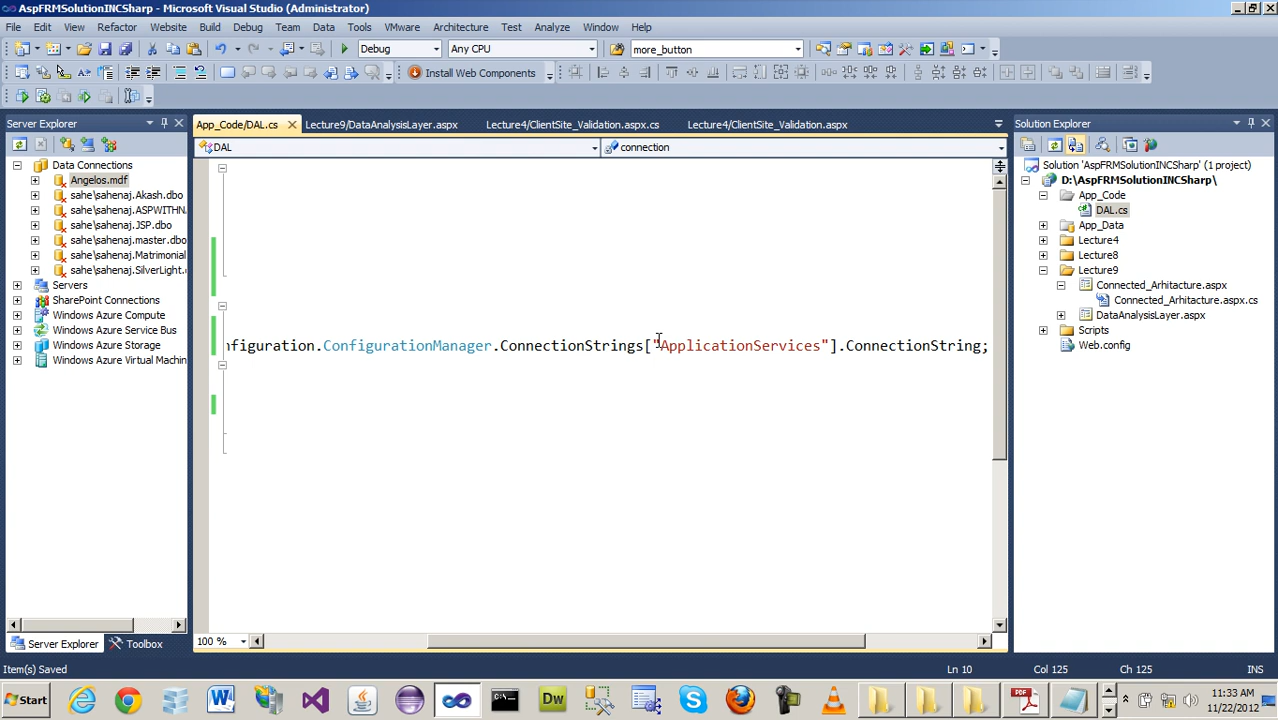 AspFRMSolutionINCSharp - Microsoft Visual Studio (Administrator)
File Edit View Refactor Website Build Debug Team Data Tools VMware Architecture Test Analyze Window Help
Debug Any CPU more_button
Install Web Components
Server Explorer
Data Connections
Angelos.mdf
sahe\sahenaj.Akash.dbo
sahe\sahenaj.ASPWITHN
sahe\sahenaj.JSP.dbo
sahe\sahenaj.master.dbo
sahe\sahenaj.Matrimonial
sahe\sahenaj.SilverLight.
Servers
SharePoint Connections
Windows Azure Compute
Windows Azure Service Bus
Windows Azure Storage
Windows Azure Virtual Machin
Server Explorer Toolbox
App_Code/DAL.cs Lecture9/DataAnalysisLayer.aspx Lecture4/ClientSite_Validation.aspx.cs Lecture4/ClientSite_Validation.aspx
DAL connection
nfiguration.ConfigurationManager.ConnectionStrings["ApplicationServices"].ConnectionString;
100 %
Solution Explorer
Solution 'AspFRMSolutionINCSharp' (1 project)
D:\AspFRMSolutionINCSharp\
App_Code
DAL.cs
App_Data
Lecture4
Lecture8
Lecture9
Connected_Arhitacture.aspx
Connected_Arhitacture.aspx.cs
DataAnalysisLayer.aspx
Scripts
Web.config
Item(s) Saved Ln 10 Col 125 Ch 125 INS
Start Dw PDF 11:33 AM
11/22/2012